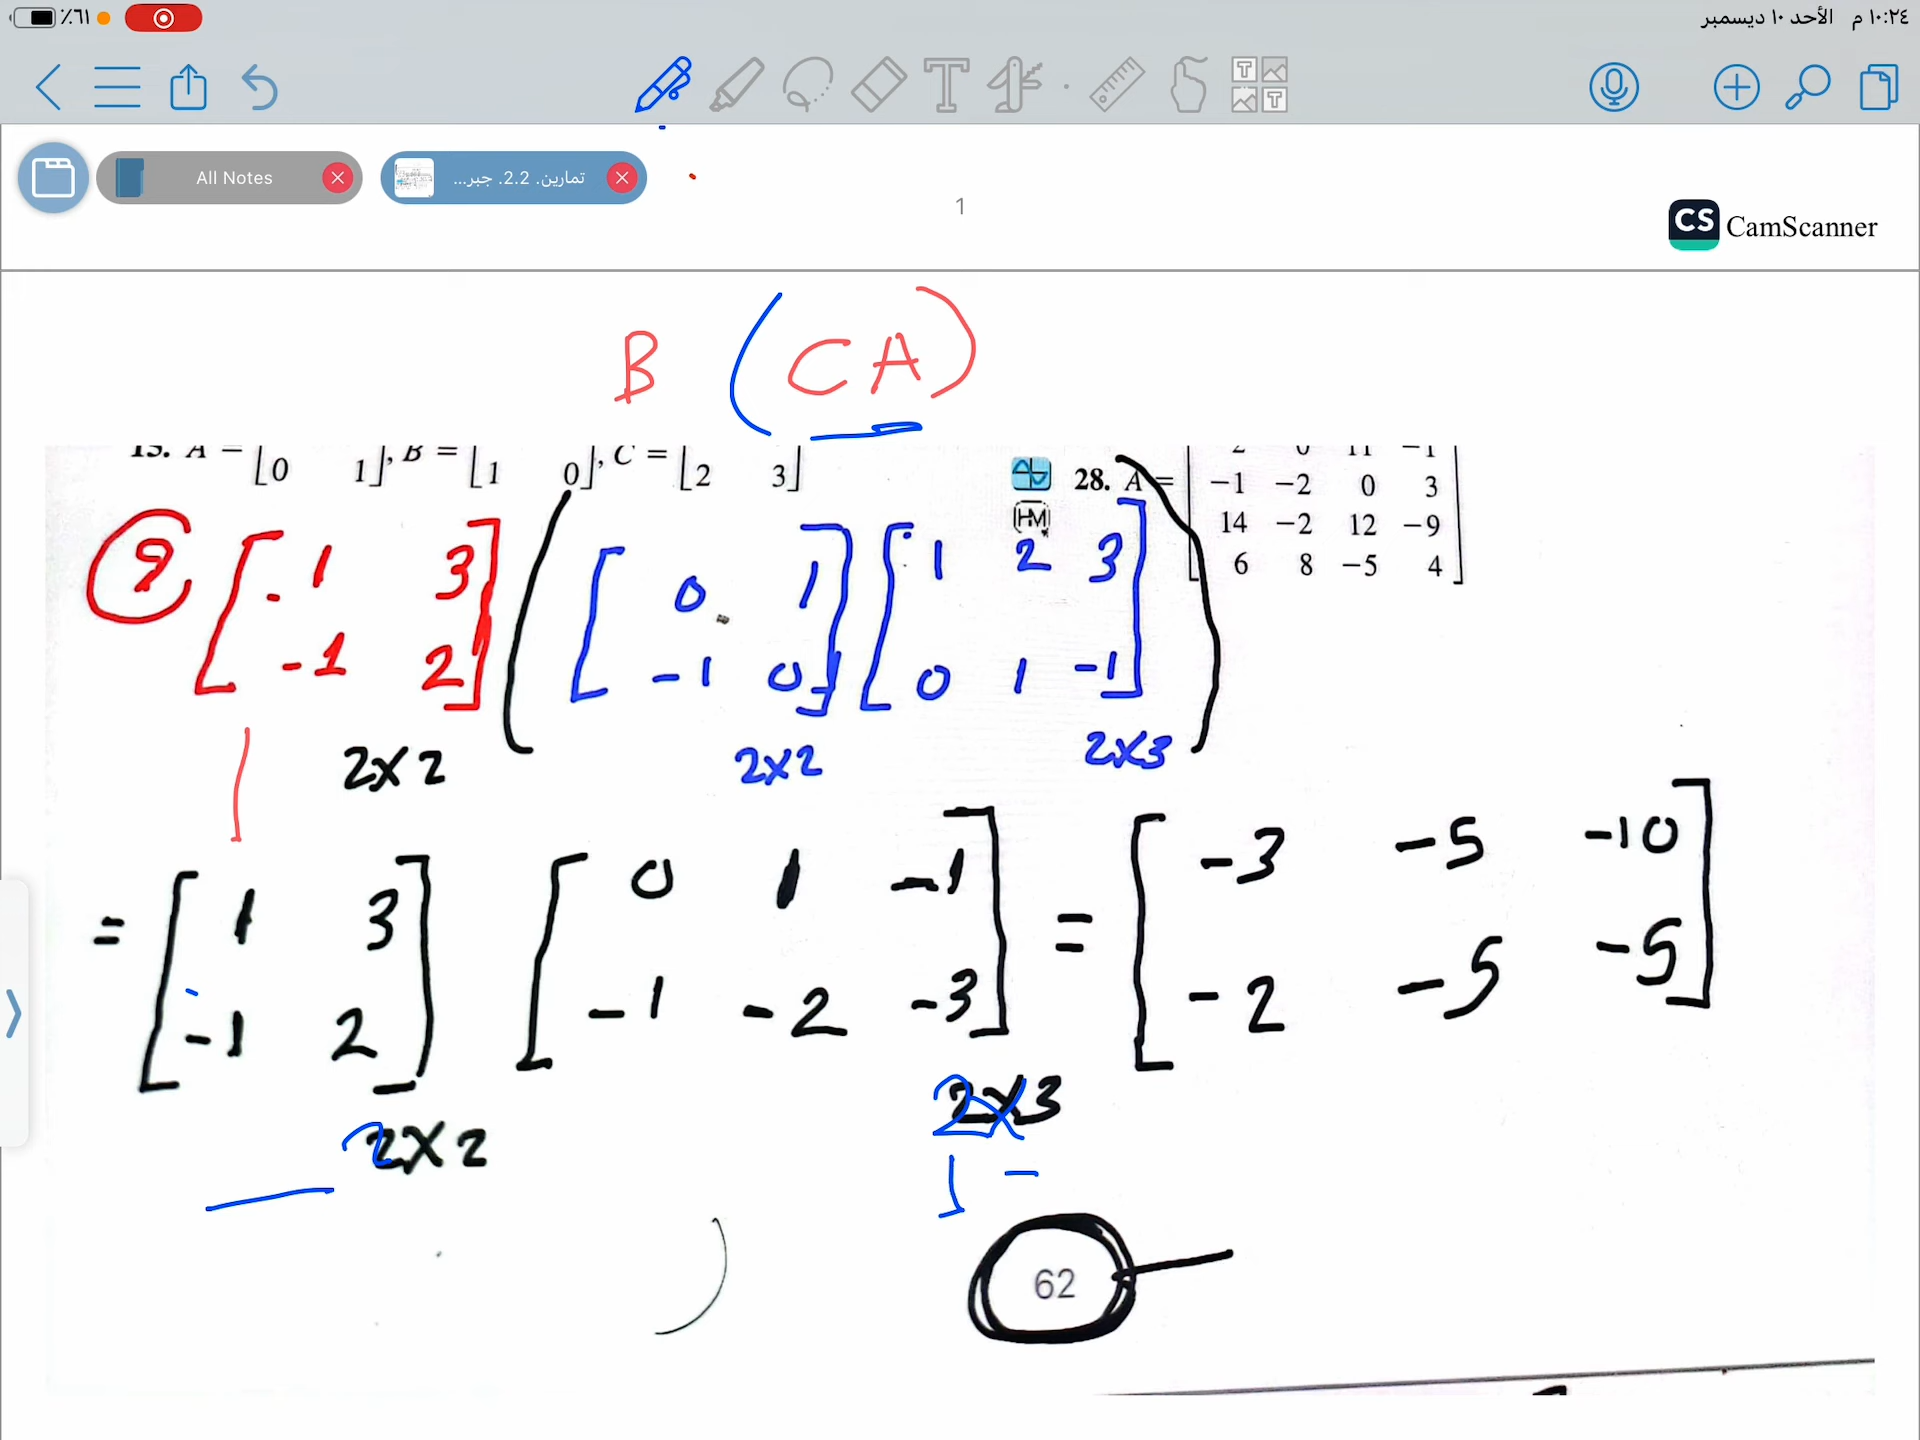 ٪٦١
١٠:٢٤ م الأحد ١٠ ديسمبر
All Notes
تمارين. 2.2. جبر...
1
CS CamScanner
B (CA)
A = [0 1], B = [1 0], C = [2 3]
28. A =
-1 -2 0 3
14 -2 12 -9
6 8 -5 4
9 [1 3 ( [0 1] [1 2 3]
-1 2] [-1 0] [0 1 -1] )
2x2 2x2 2x3
= [1 3] [0 1 -1] = [-3 -5 -10]
[-1 2] [-1 -2 -3] [-2 -5 -5]
2x2 2x3
62